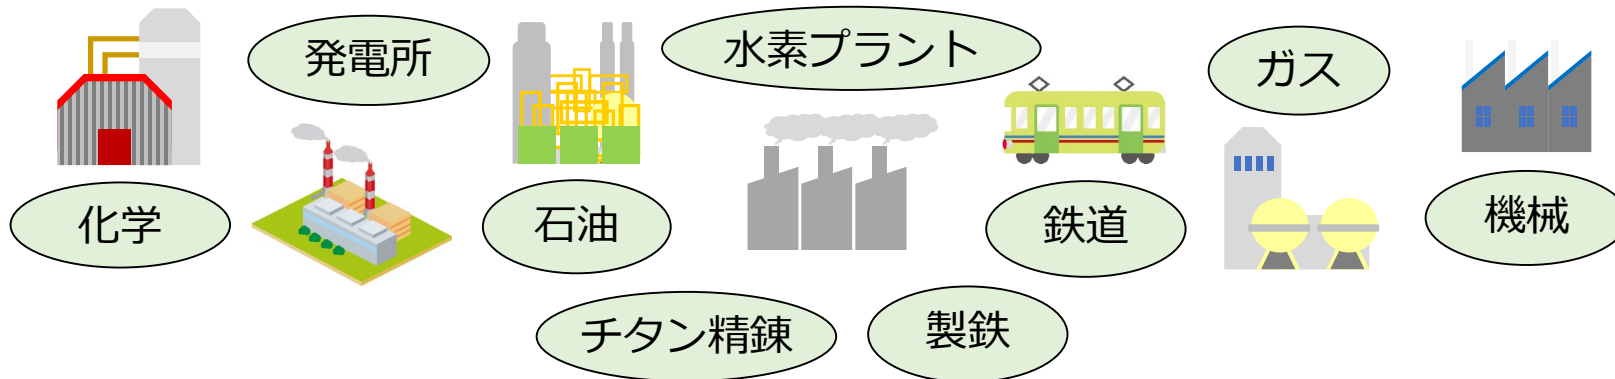 発電所
水素プラント
ガス
化学
石油
鉄道
機械
チタン精錬
製鉄